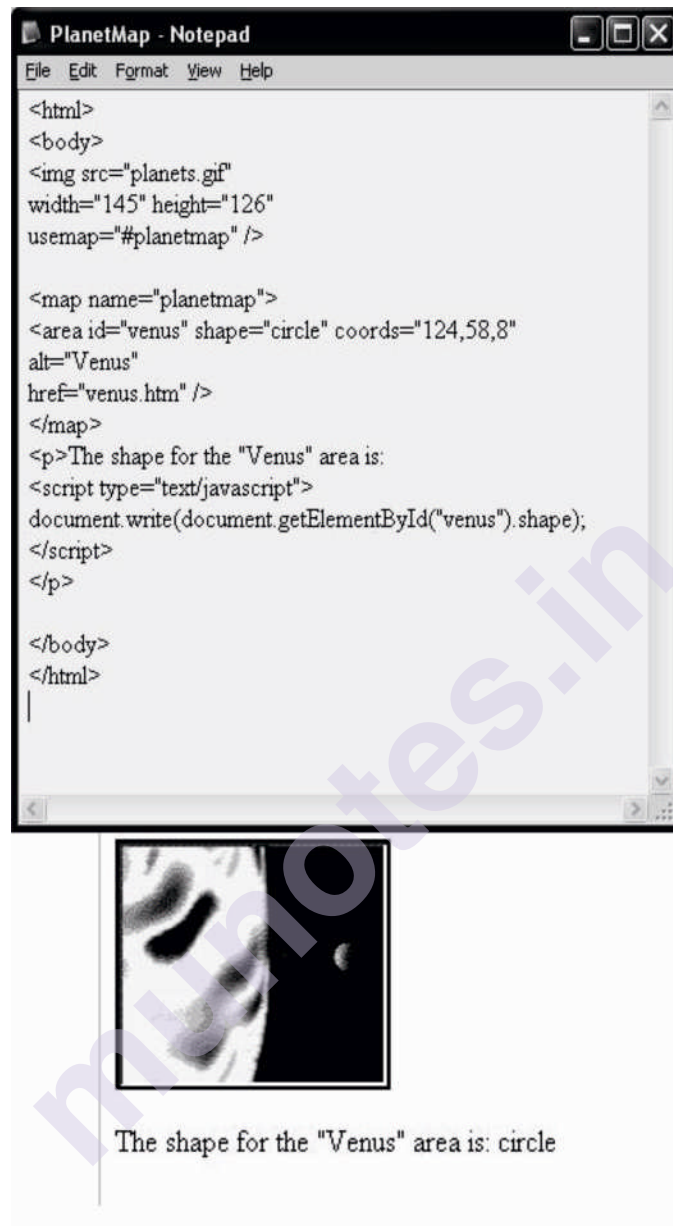 PlanetMap - Notepad
File Edit Format View Help
<html>
<body>
<img src="planets.gif"
width="145" height="126"
usemap="#planetmap" />
<map name="planetmap">
<area id="venus" shape="circle" coords="124,58,8"
alt="Venus"
href="venus.htm" />
</map>
<p>The shape for the "Venus" area is:
<script type="text/javascript">
document.write(document.getElementById("venus").shape);
</script>
</p>
</body>
</html>
The shape for the "Venus" area is: circle
munotes.in